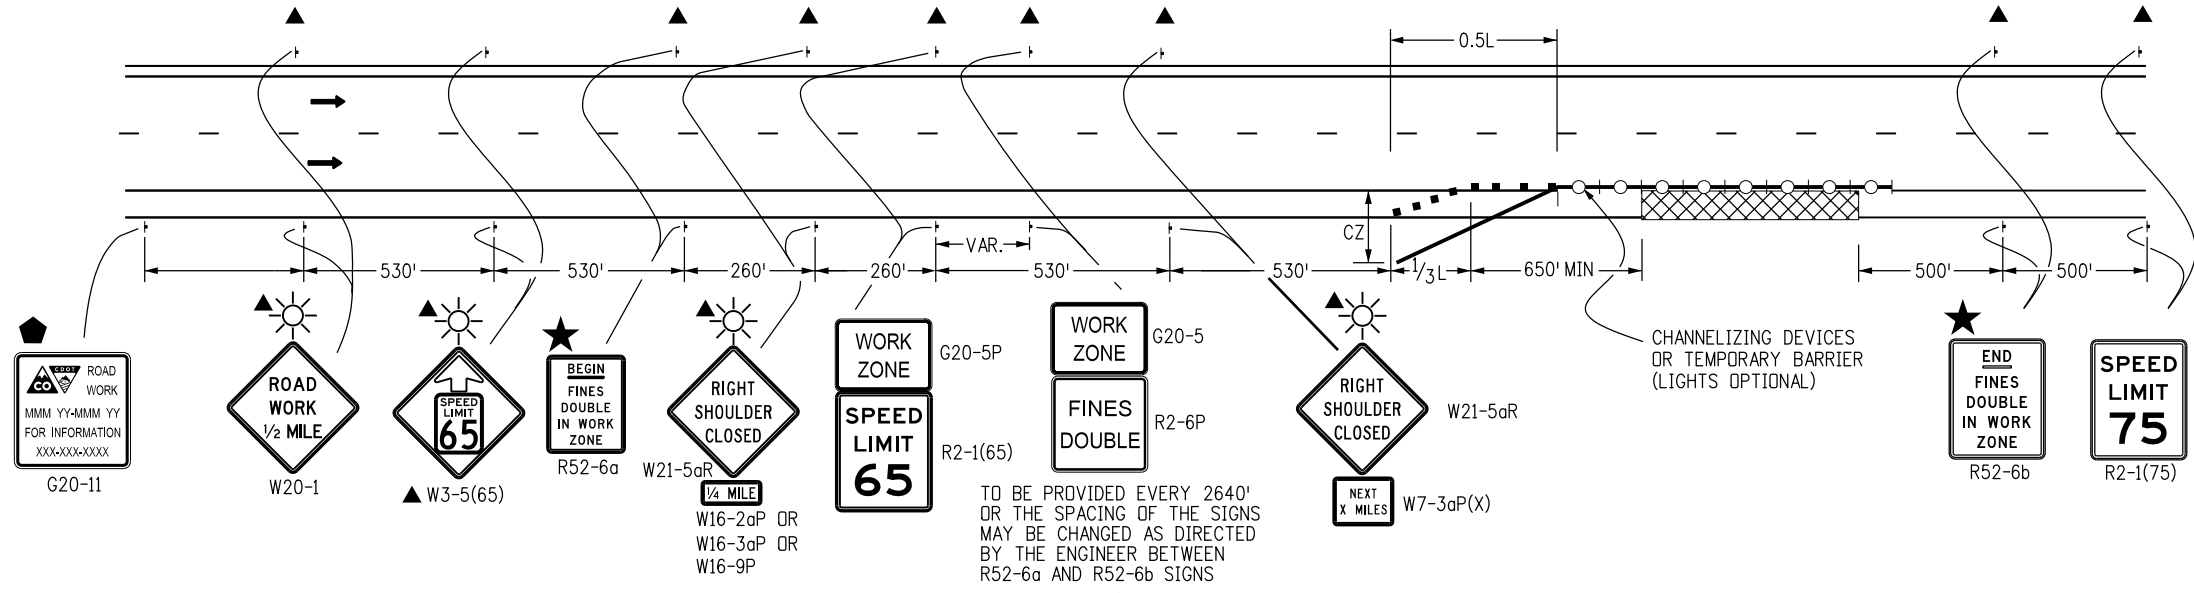 0.5L
CZ
VAR.
530'
530'
260'
260'
530'
530'
1/3 L
650' MIN
500'
500'
CO
CDOT
ROAD
WORK
MMM YY-MMM YY
FOR INFORMATION
XXX-XXX-XXXX
G20-11
ROAD
WORK
1/2 MILE
W20-1
SPEED
LIMIT
65
W3-5(65)
BEGIN
FINES
DOUBLE
IN WORK
ZONE
R52-6a
RIGHT
SHOULDER
CLOSED
W21-5aR
1/4 MILE
W16-2aP OR
W16-3aP OR
W16-9P
WORK
ZONE
G20-5P
SPEED
LIMIT
65
R2-1(65)
WORK
ZONE
G20-5
FINES
DOUBLE
R2-6P
TO BE PROVIDED EVERY 2640'
OR THE SPACING OF THE SIGNS
MAY BE CHANGED AS DIRECTED
BY THE ENGINEER BETWEEN
R52-6a AND R52-6b SIGNS
RIGHT
SHOULDER
CLOSED
W21-5aR
NEXT
X MILES
W7-3aP(X)
CHANNELIZING DEVICES
OR TEMPORARY BARRIER
(LIGHTS OPTIONAL)
END
FINES
DOUBLE
IN WORK
ZONE
R52-6b
SPEED
LIMIT
75
R2-1(75)